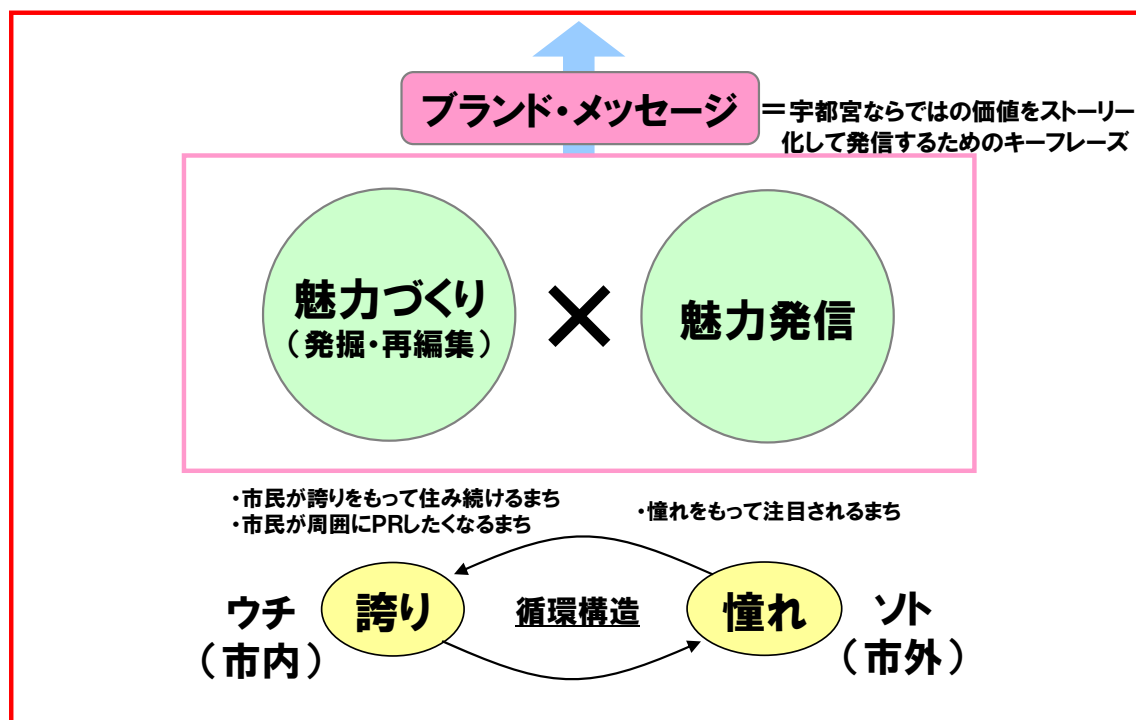 ブランド・メッセージ
＝宇都宮ならではの価値をストーリー
化して発信するためのキーフレーズ
魅力づくり
（発掘・再編集）
×
魅力発信
・市民が誇りをもって住み続けるまち
・市民が周囲にPRしたくなるまち
・憧れをもって注目されるまち
ウチ
（市内）
誇り
循環構造
憧れ
ソト
（市外）